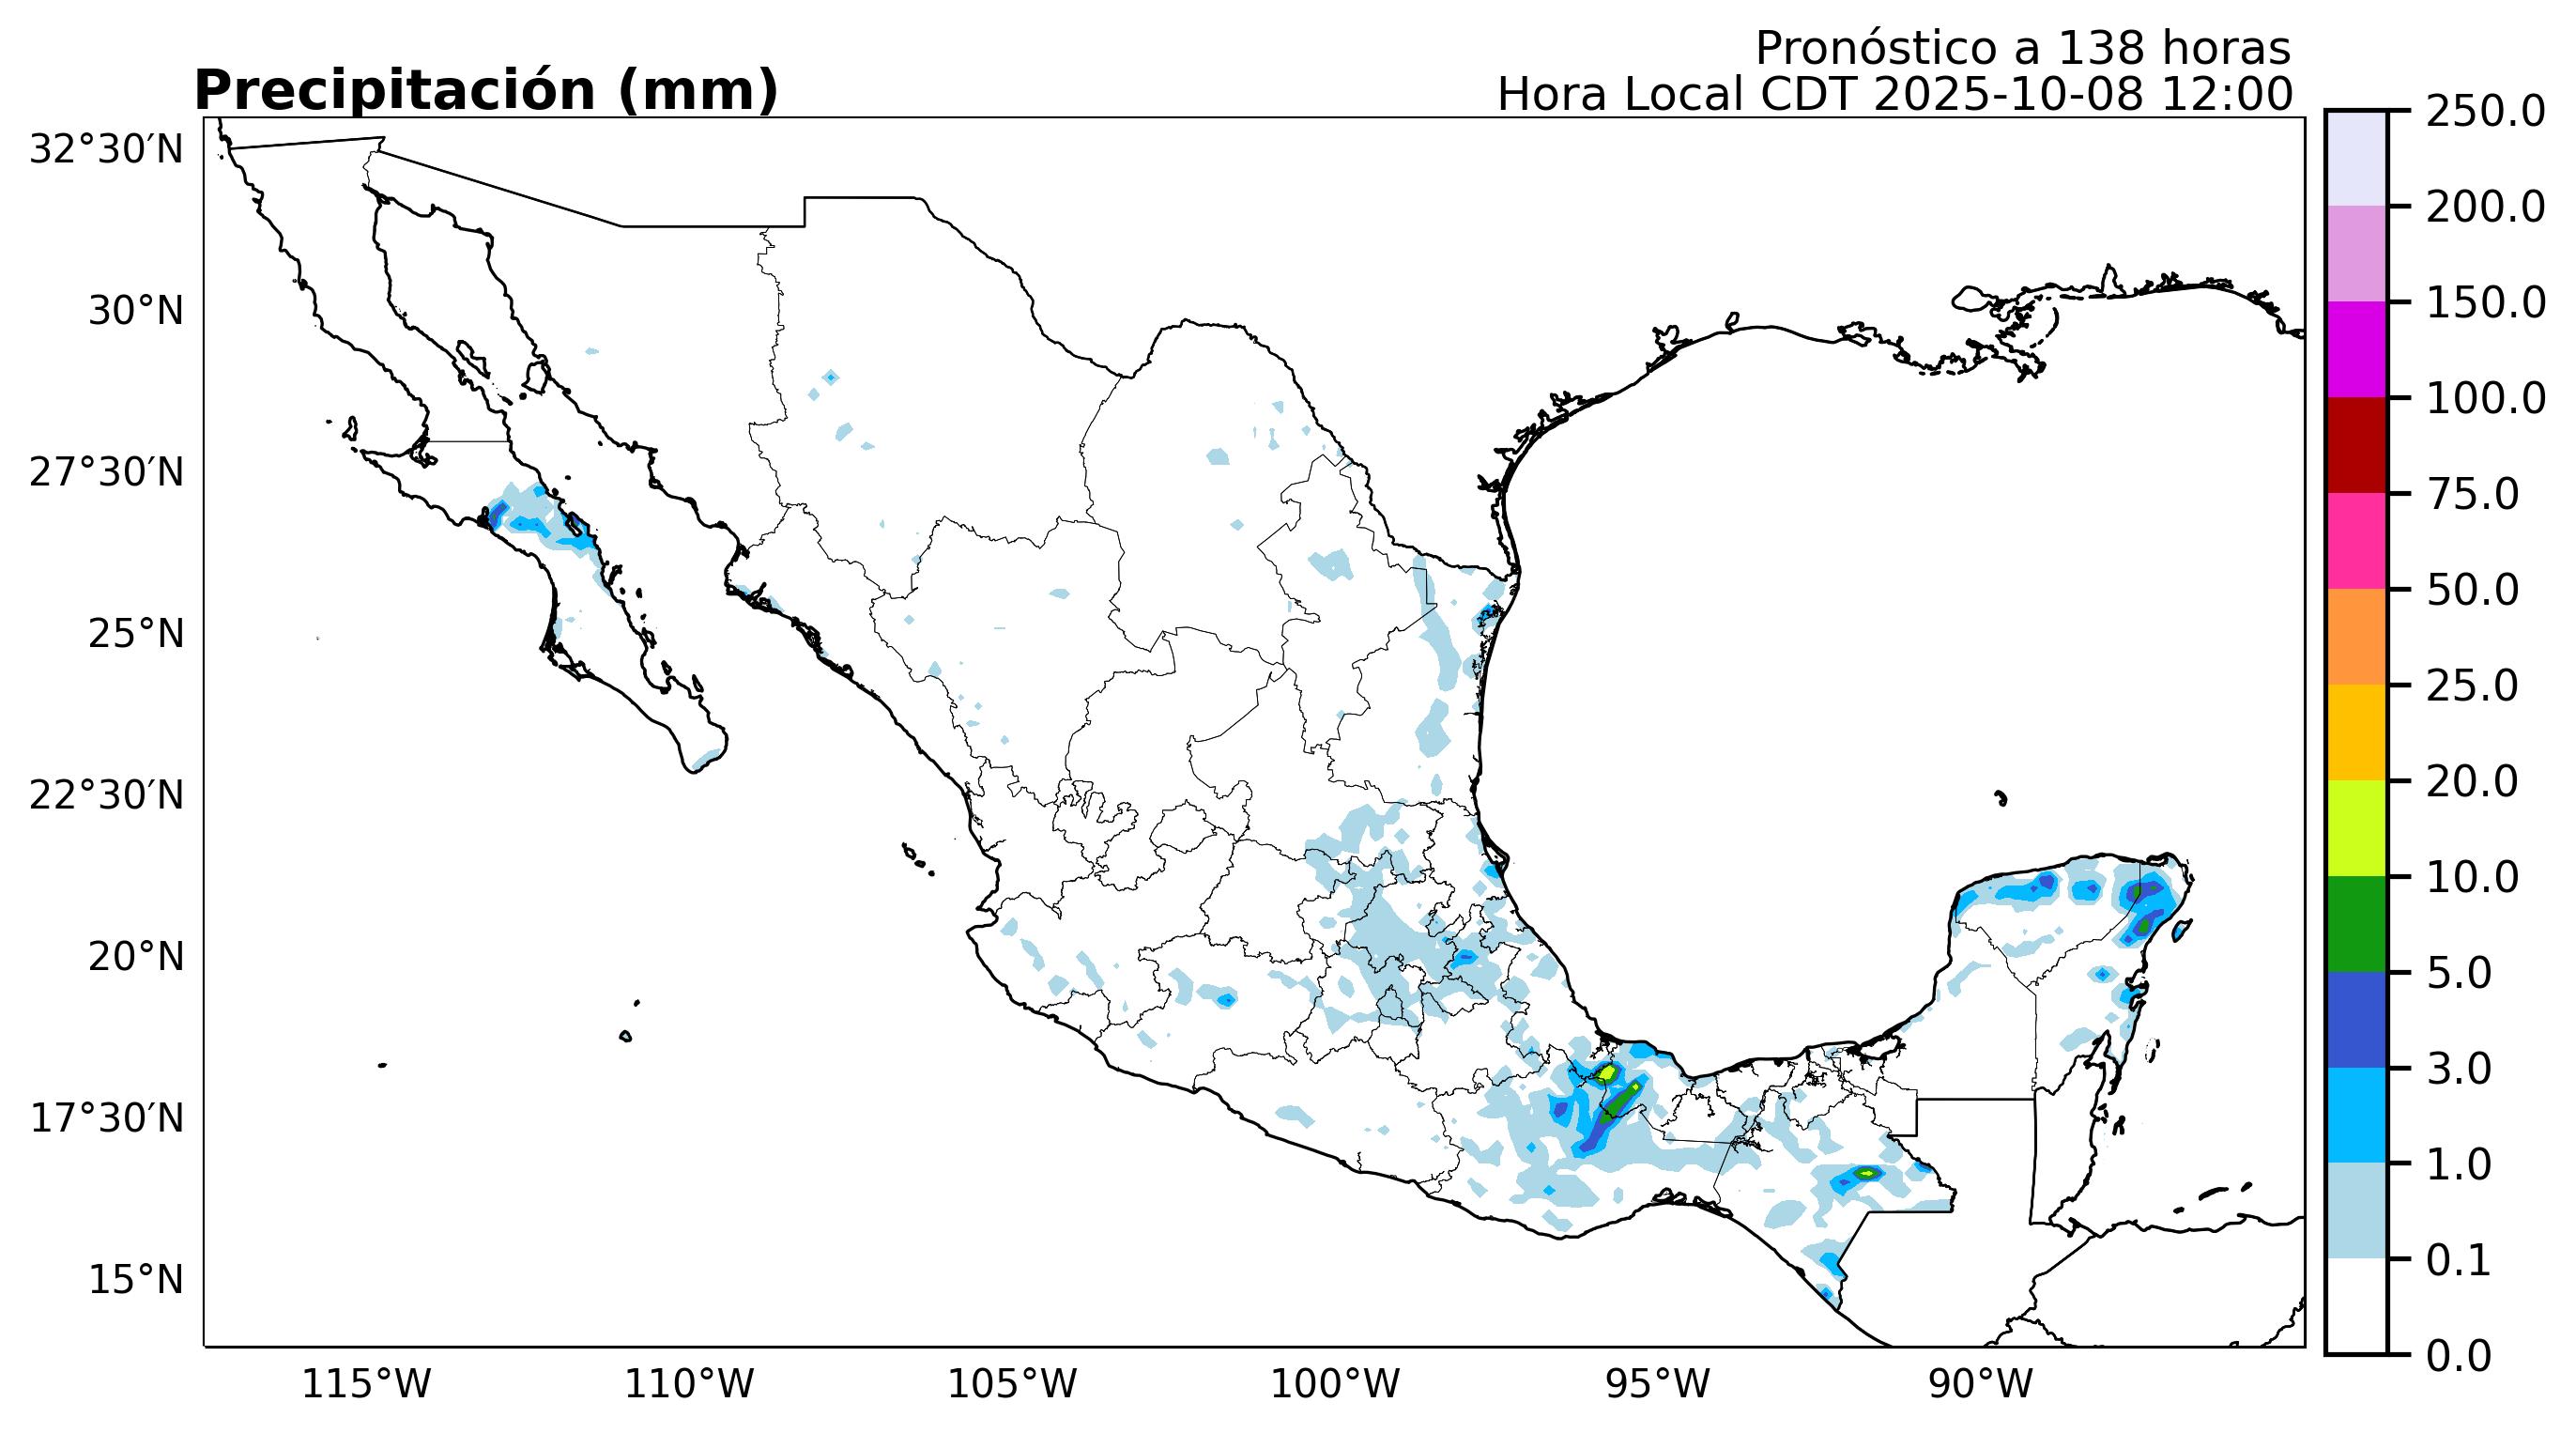 Pronóstico a 138 horas
Precipitación (mm)
Hora Local CDT 2025-10-08 12:00
32°30′N
30°N
27°30′N
25°N
22°30′N
20°N
17°30′N
15°N
115°W
110°W
105°W
100°W
95°W
90°W
250.0
200.0
150.0
100.0
75.0
50.0
25.0
20.0
10.0
5.0
3.0
1.0
0.1
0.0